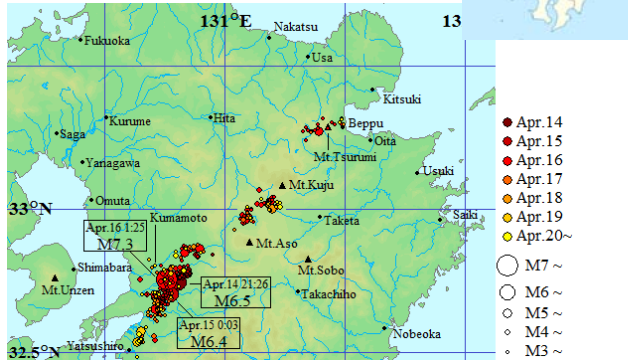 131°E
Nakatsu
13
Fukuoka
Usa
Kitsuki
Kurume
Hita
Beppu
Saga
Oita
Mt.Tsurumi
Yanagawa
Usuki
Mt.Kuju
Omuta
33°N
Kumamoto
Taketa
Saiki
Apr.16 1:25
M7.3
Mt.Aso
Mt.Sobo
Shimabara
Mt.Unzen
Apr.14 21:26
M6.5
Takachiho
Apr.15 0:03
M6.4
Nobeoka
Yatsushiro
32.5°N
Apr.14
Apr.15
Apr.16
Apr.17
Apr.18
Apr.19
Apr.20~
M7 ~
M6 ~
M5 ~
M4 ~
M3 ~